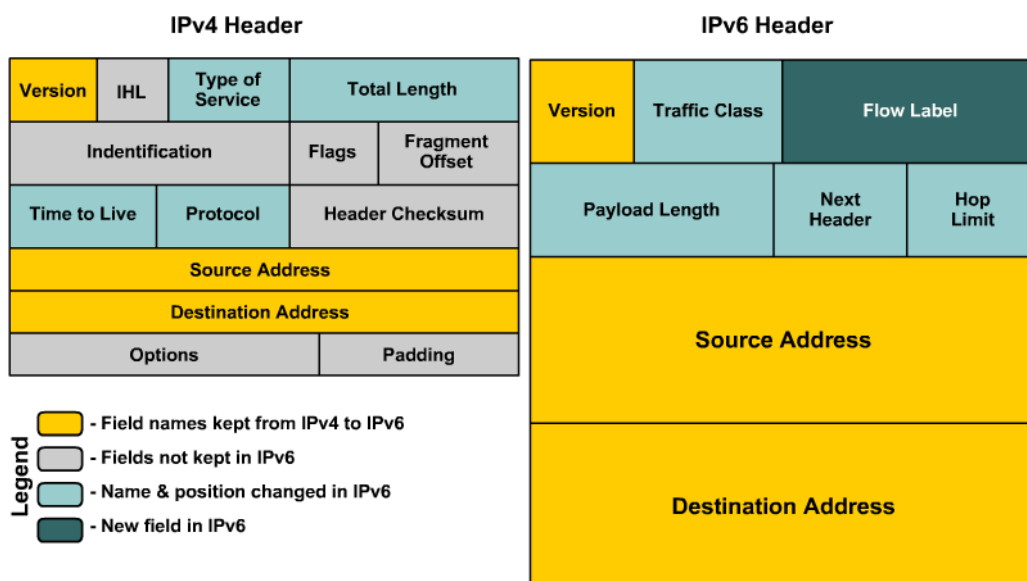 IPv4 Header
Version
IHL
Type of
Service
Total Length
Indentification
Flags
Fragment
Offset
Time to Live
Protocol
Header Checksum
Source Address
Destination Address
Options
Padding
Legend
- Field names kept from IPv4 to IPv6
- Fields not kept in IPv6
- Name & position changed in IPv6
- New field in IPv6
IPv6 Header
Version
Traffic Class
Flow Label
Payload Length
Next
Header
Hop
Limit
Source Address
Destination Address